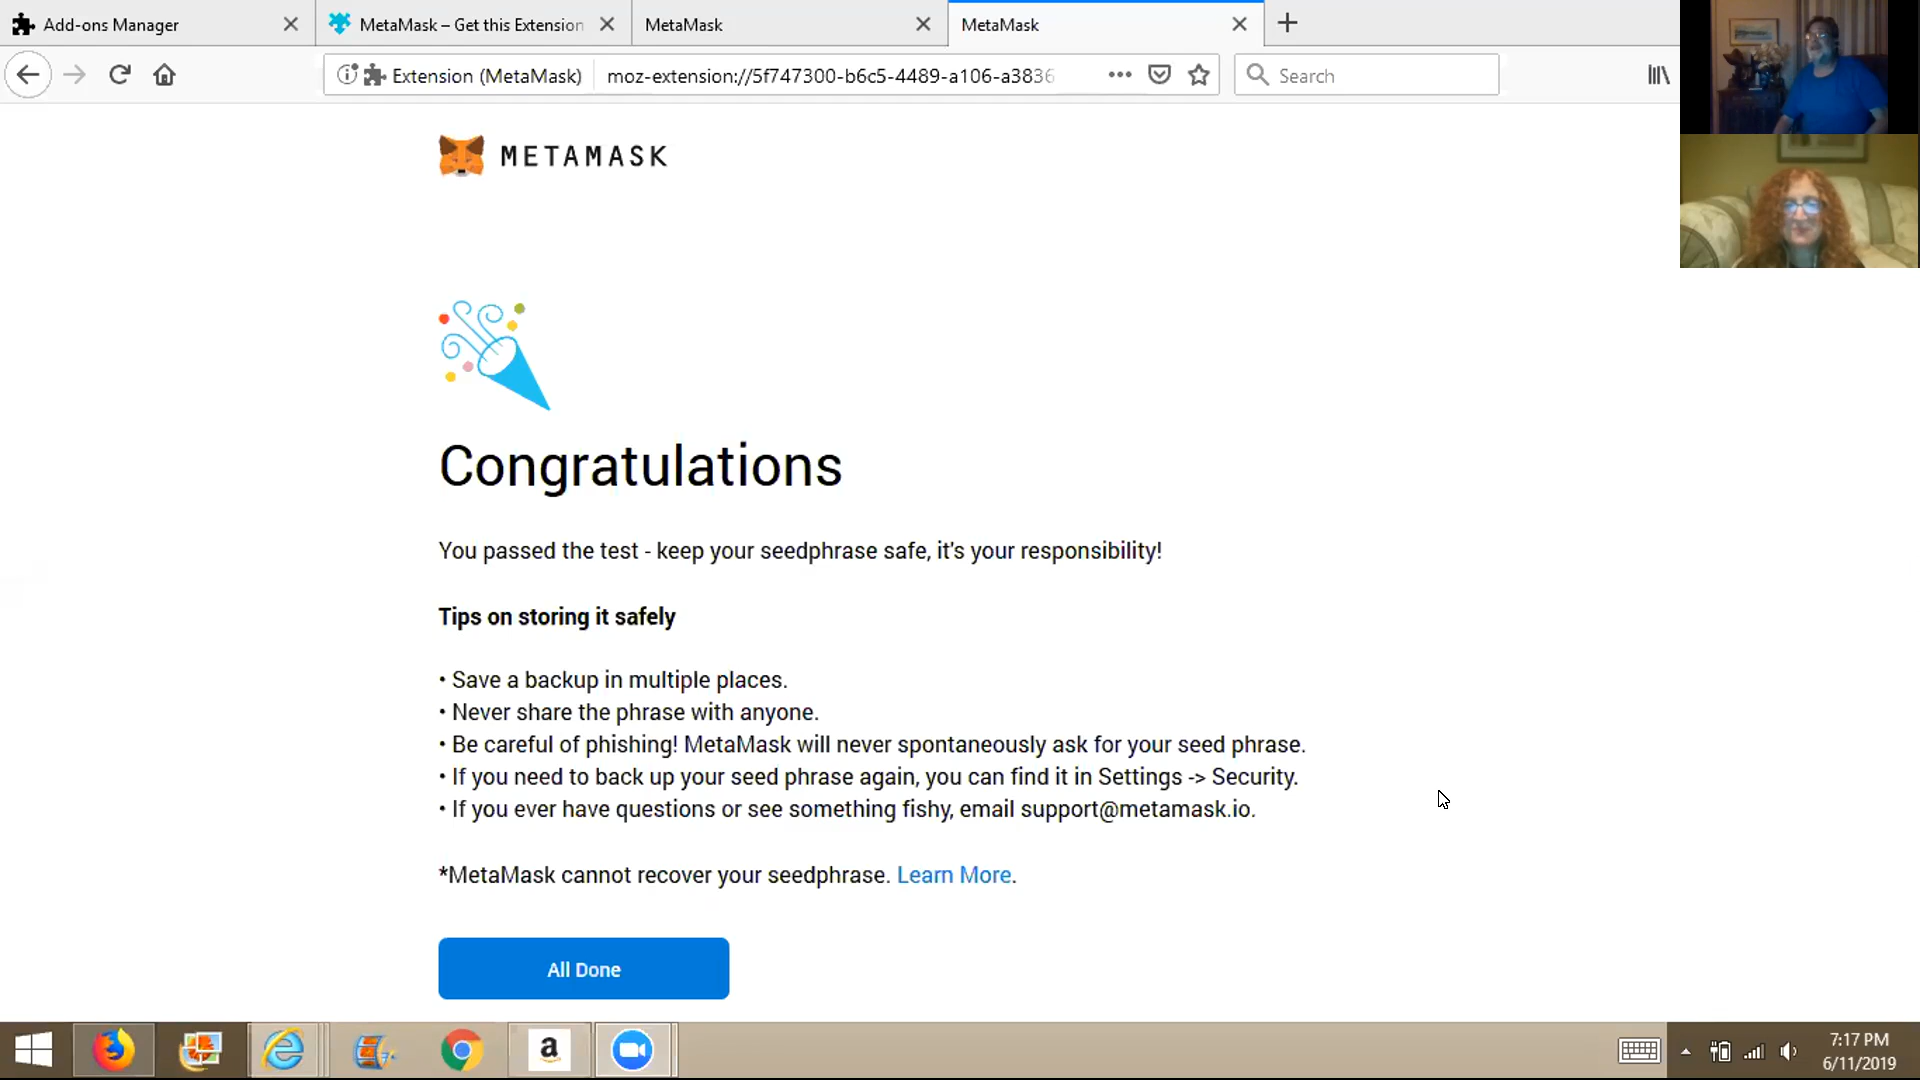 Add-ons Manager
MetaMask – Get this Extension
MetaMask
MetaMask
Extension (MetaMask)
moz-extension://5f747300-b6c5-4489-a106-a3836
Search
METAMASK
Congratulations
You passed the test - keep your seedphrase safe, it's your responsibility!
Tips on storing it safely
• Save a backup in multiple places.
• Never share the phrase with anyone.
• Be careful of phishing! MetaMask will never spontaneously ask for your seed phrase.
• If you need to back up your seed phrase again, you can find it in Settings -> Security.
• If you ever have questions or see something fishy, email support@metamask.io.
*MetaMask cannot recover your seedphrase. Learn More.
All Done
a
7:17 PM
6/11/2019